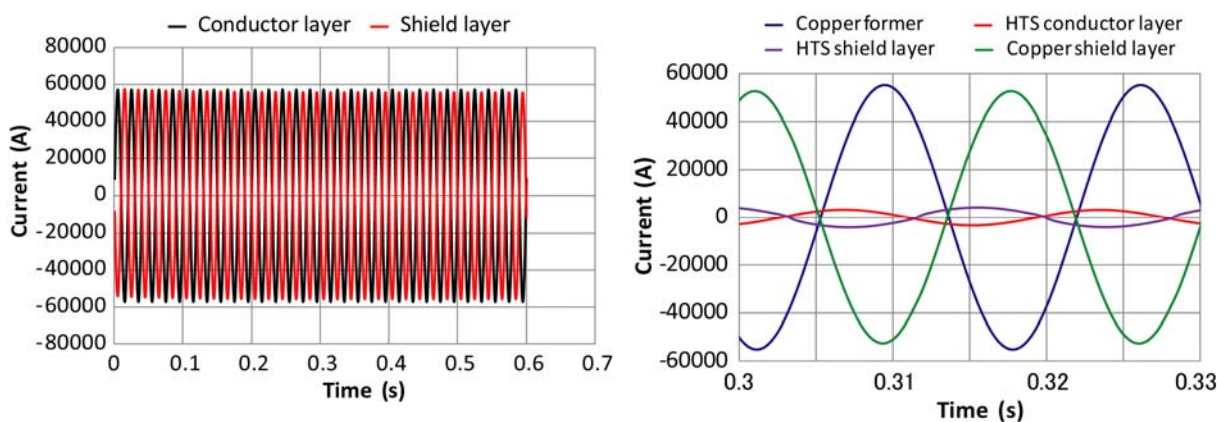 Conductor layer Shield layer
80000
60000
40000
20000
0
-20000
-40000
-60000
-80000
Current (A)
0 0.1 0.2 0.3 0.4 0.5 0.6 0.7
Time (s)
Copper former HTS conductor layer
HTS shield layer Copper shield layer
60000
40000
20000
0
-20000
-40000
-60000
Current (A)
0.3 0.31 0.32 0.33
Time (s)